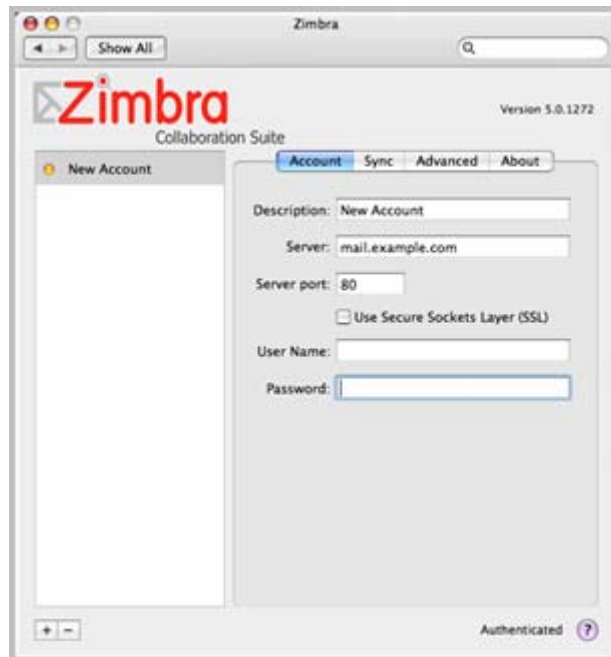 Zimbra
Show All
Zimbra
Version 5.0.1272
Collaboration Suite
New Account
Account Sync Advanced About
Description: New Account
Server: mail.example.com
Server port: 80
Use Secure Sockets Layer (SSL)
User Name:
Password:
+ −
Authenticated ?